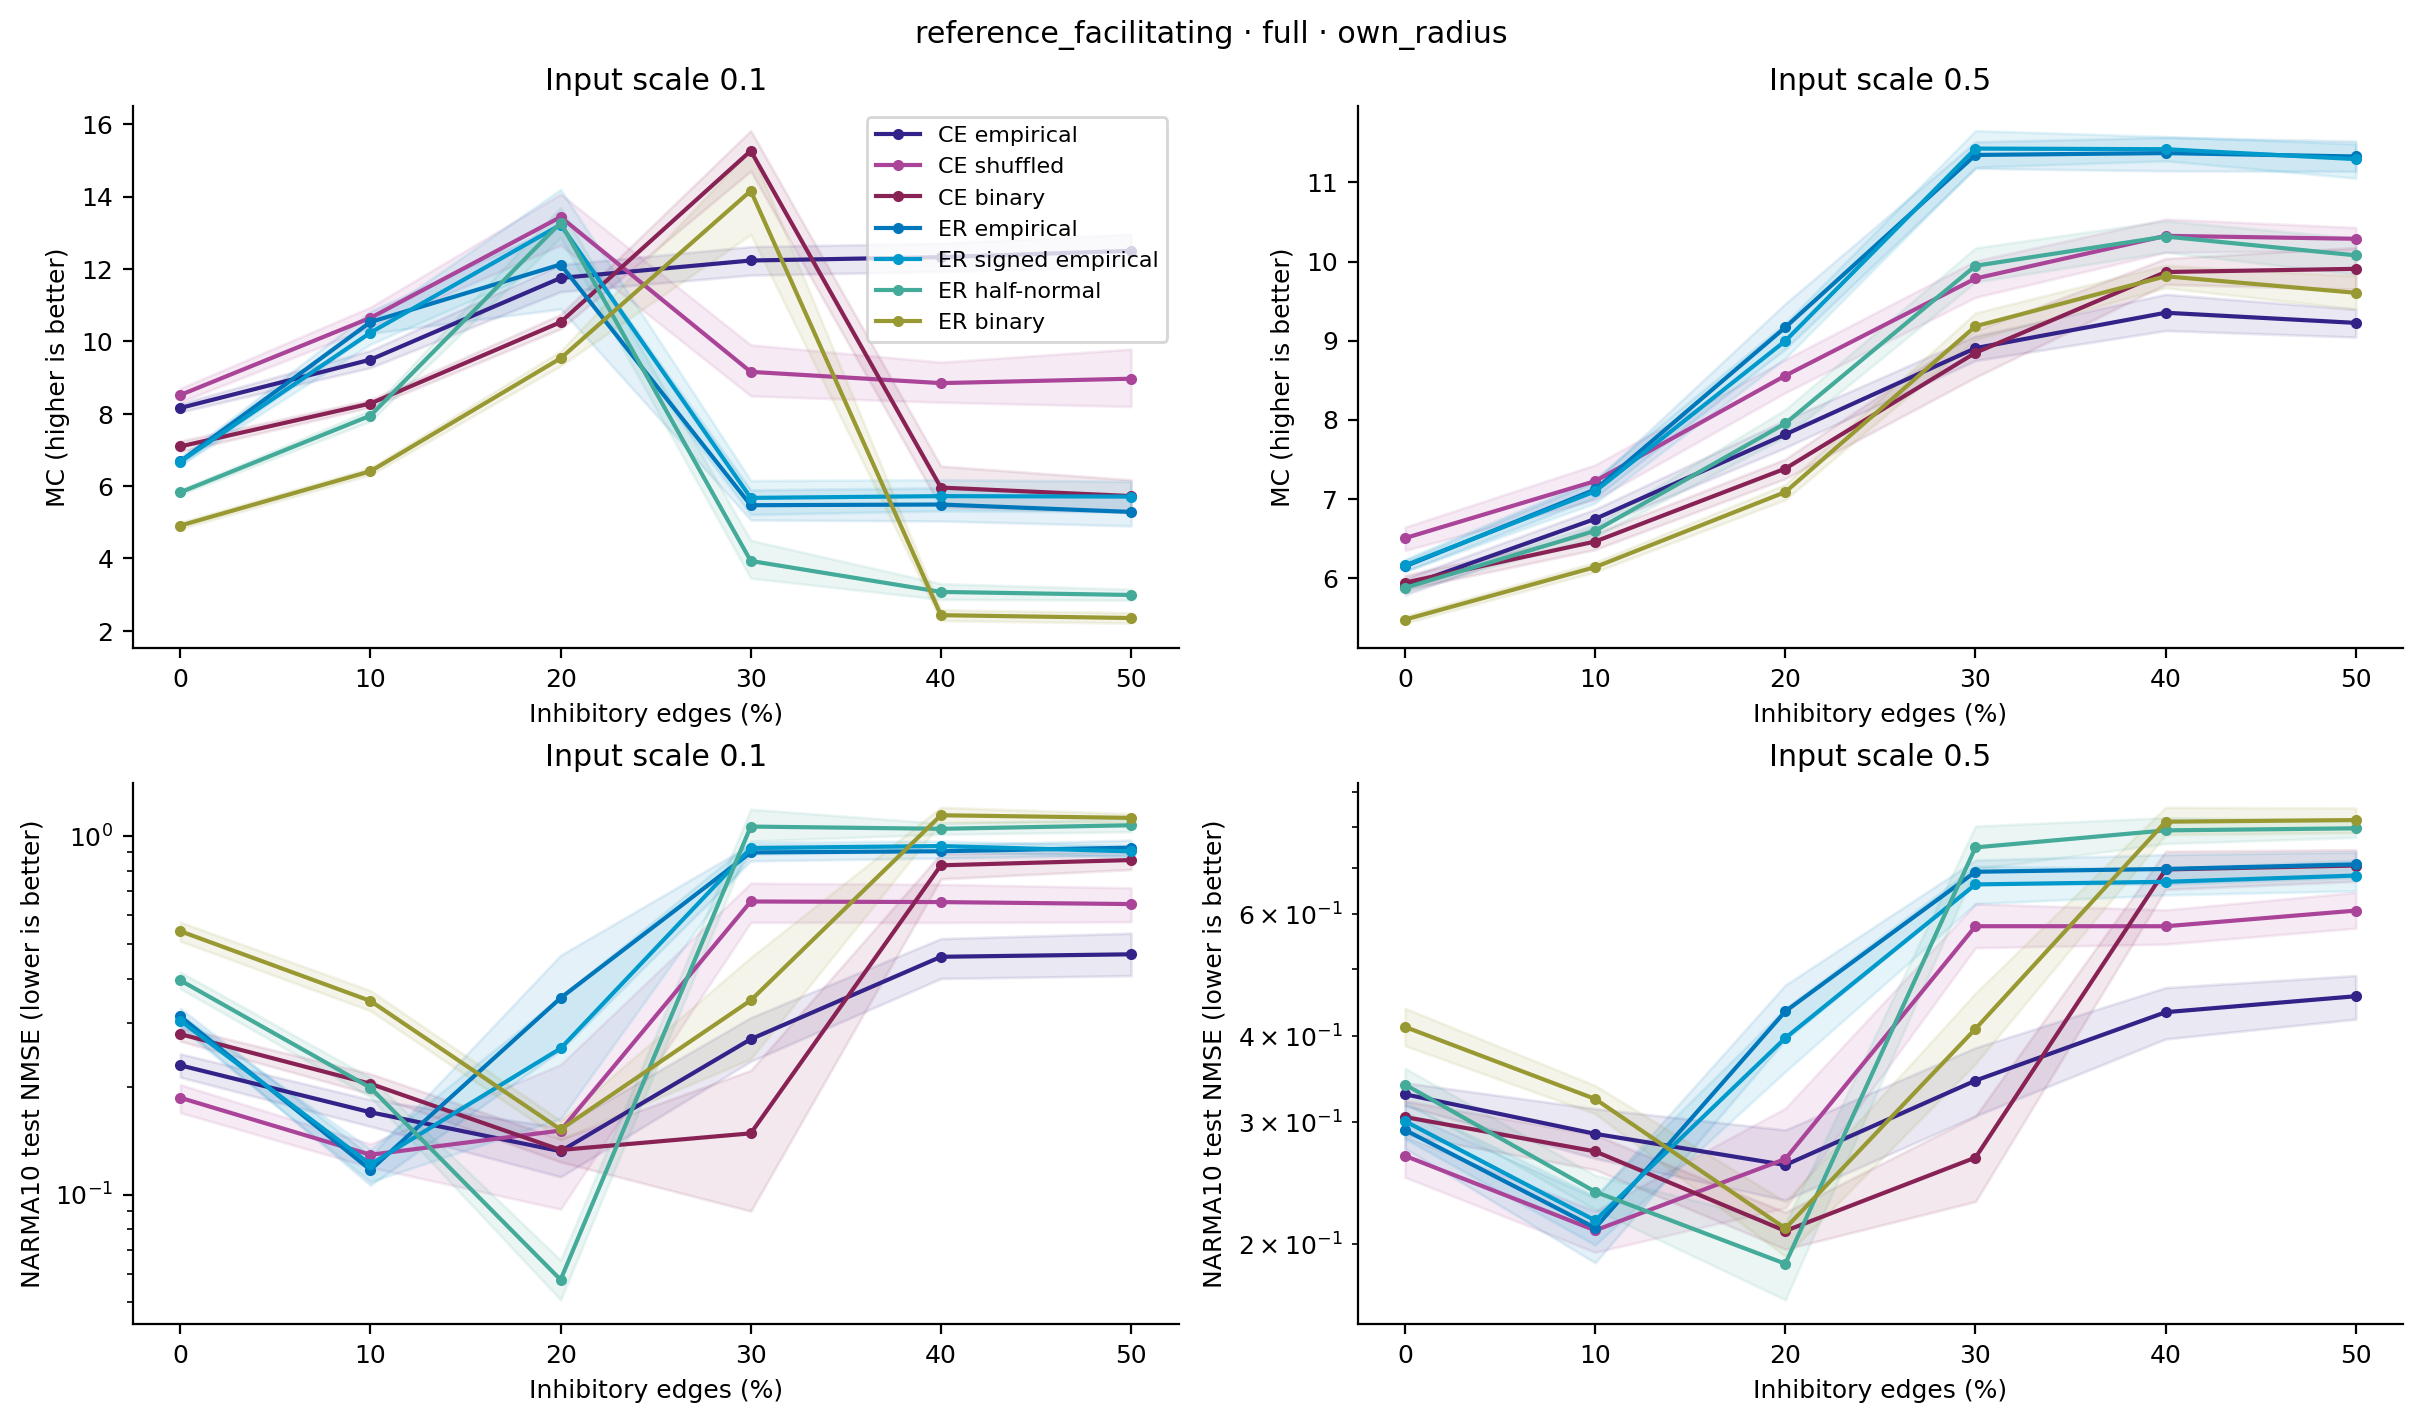 reference_facilitating · full · own_radius
Input scale 0.1
MC (higher is better)
16
14
12
10
8
6
4
2
CE empirical
CE shuffled
CE binary
ER empirical
ER signed empirical
ER half-normal
ER binary
0 10 20 30 40 50
Inhibitory edges (%)
Input scale 0.5
MC (higher is better)
11
10
9
8
7
6
0 10 20 30 40 50
Inhibitory edges (%)
Input scale 0.1
NARMA10 test NMSE (lower is better)
10⁰
10⁻¹
0 10 20 30 40 50
Inhibitory edges (%)
Input scale 0.5
NARMA10 test NMSE (lower is better)
6 × 10⁻¹
4 × 10⁻¹
3 × 10⁻¹
2 × 10⁻¹
0 10 20 30 40 50
Inhibitory edges (%)